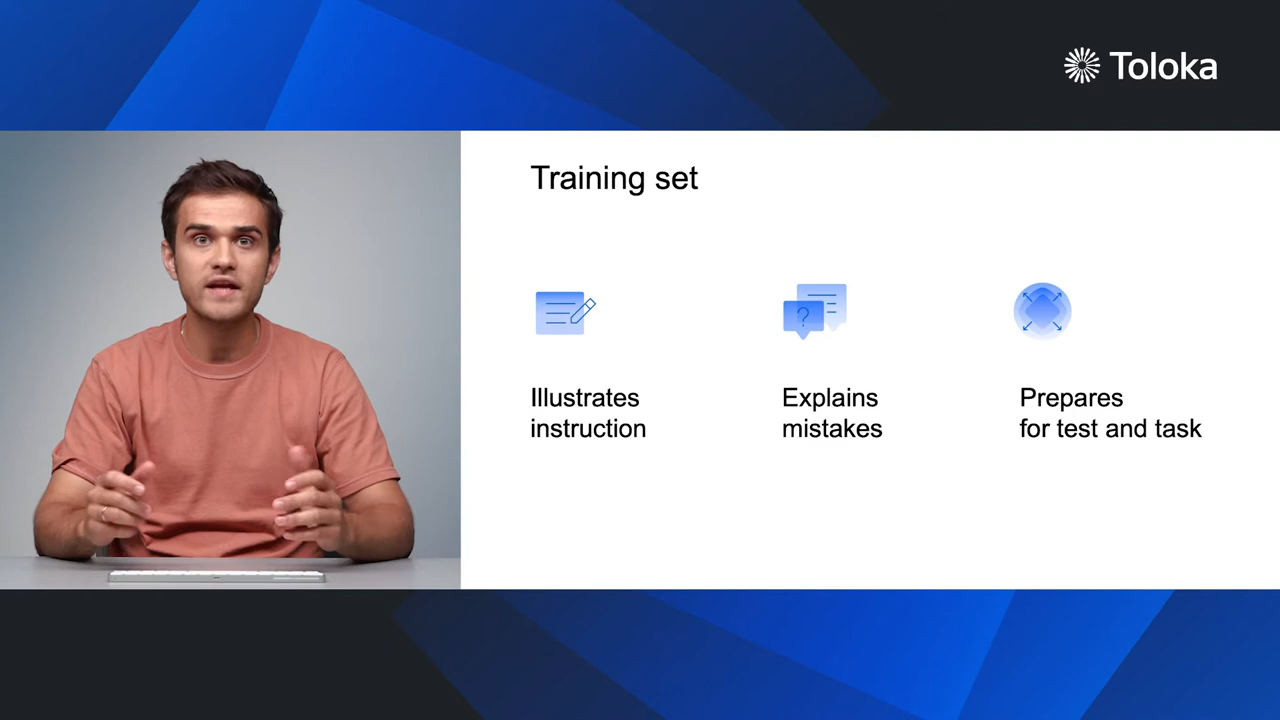 Toloka
Training set
?
Illustrates
instruction
Explains
mistakes
Prepares
for test and task